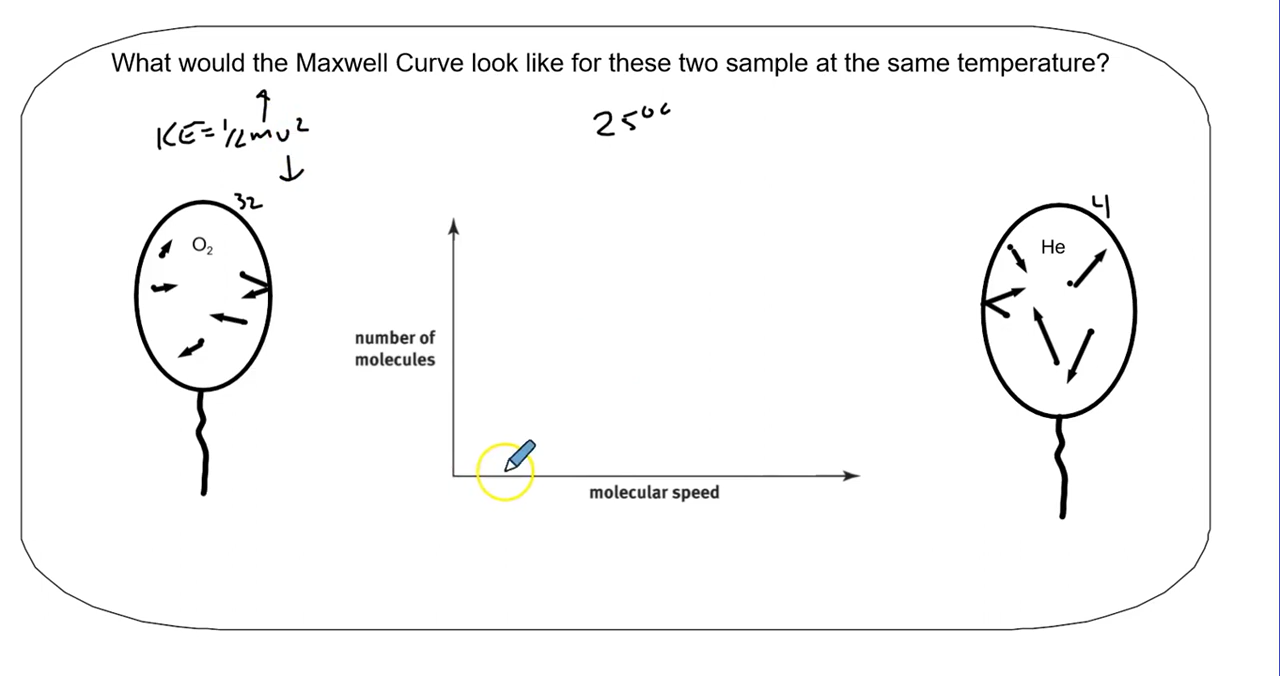 What would the Maxwell Curve look like for these two sample at the same temperature?
KE=1/2mv²
25°C
32
O₂
4
He
number of
molecules
molecular speed